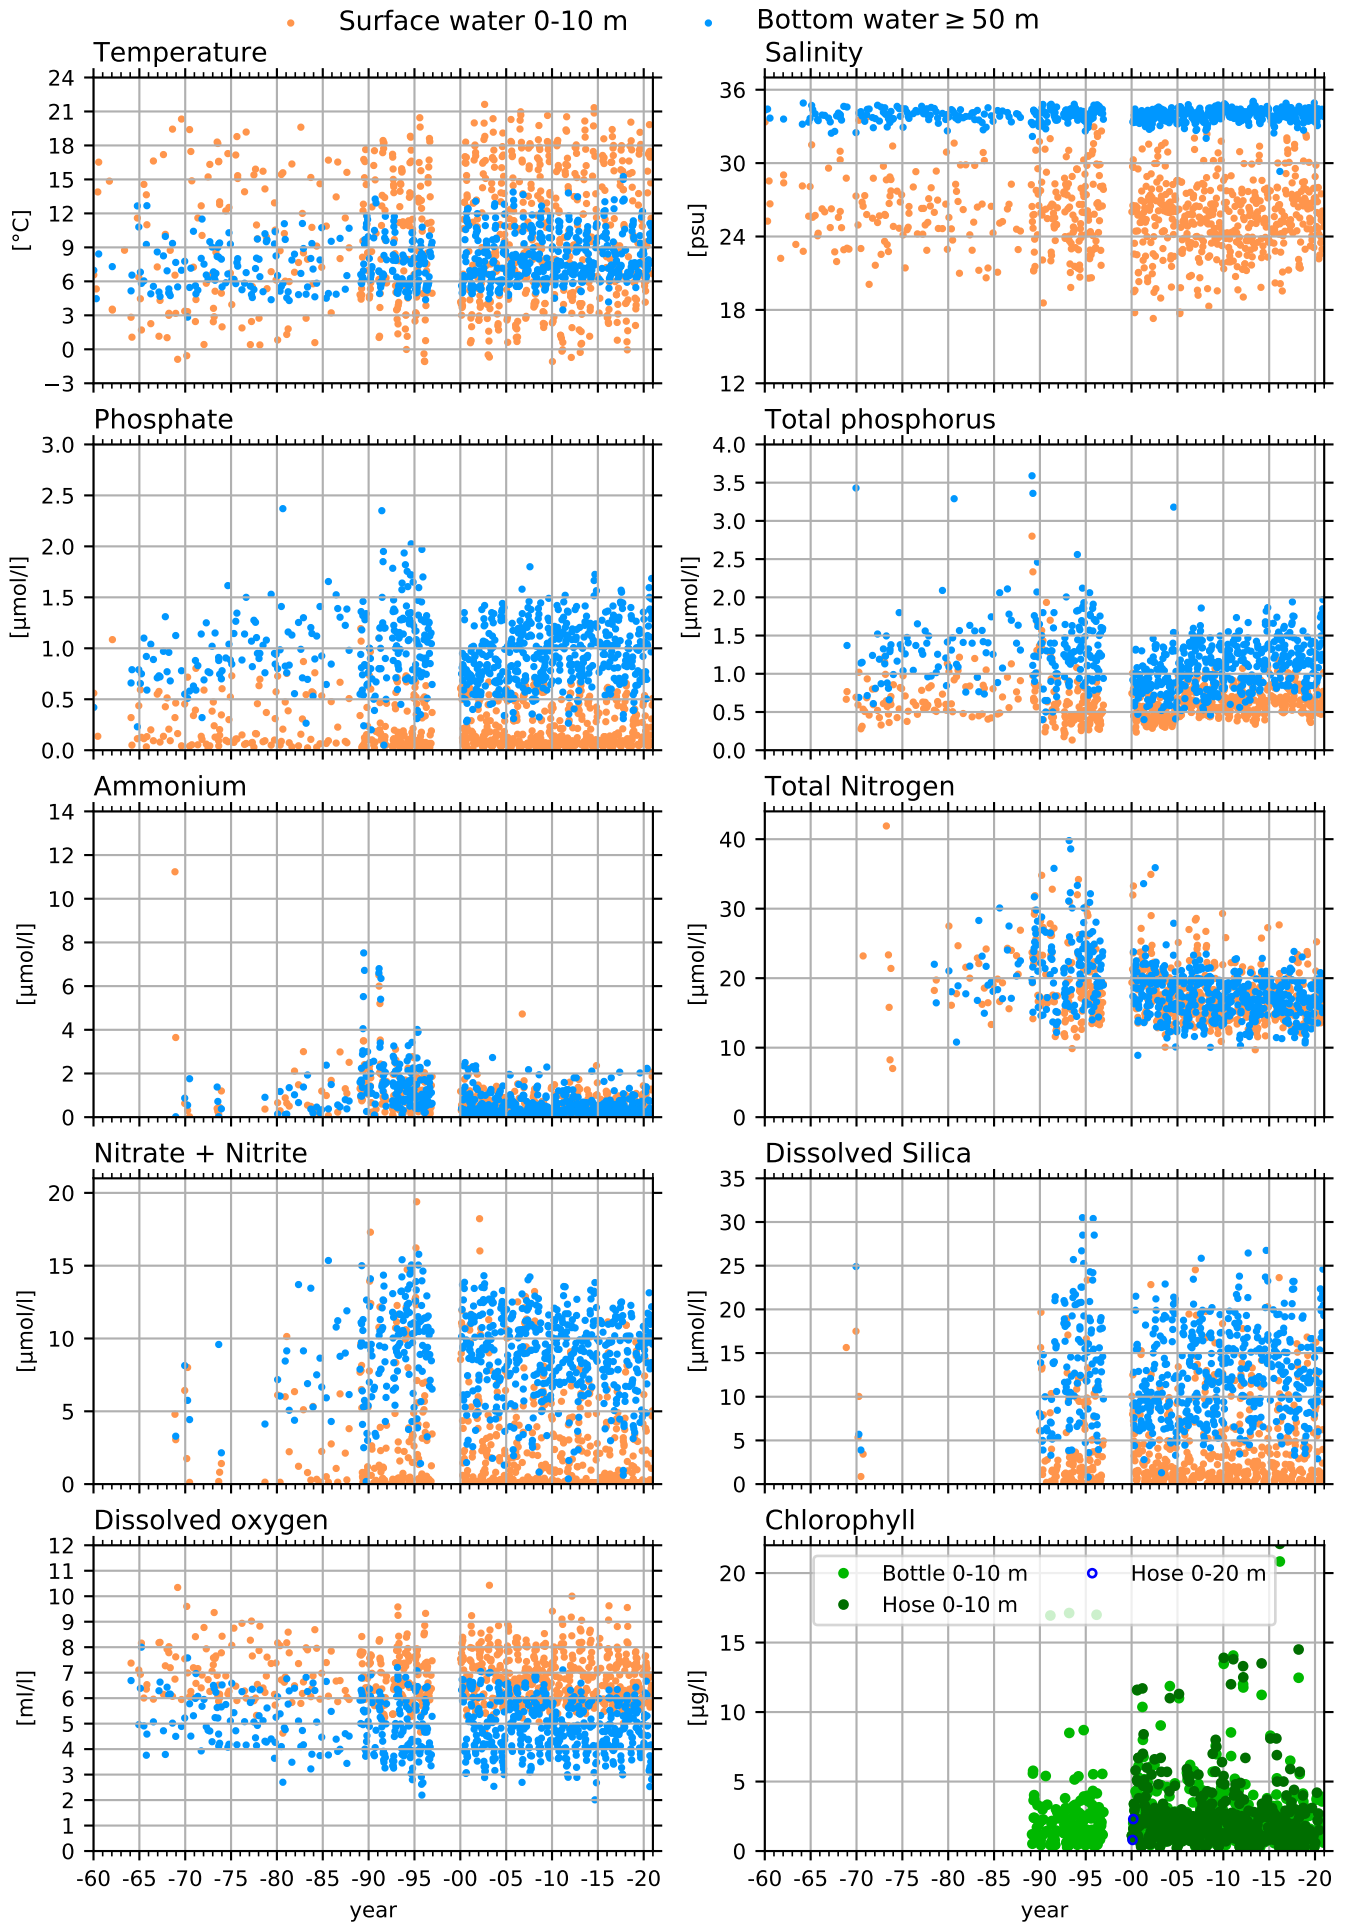 Surface water 0-10 m
Bottom water ≥ 50 m
Temperature
24
21
18
15
12
9
6
3
0
−3
[°C]
Salinity
36
30
24
18
12
[psu]
Phosphate
3.0
2.5
2.0
1.5
1.0
0.5
0.0
[µmol/l]
Total phosphorus
4.0
3.5
3.0
2.5
2.0
1.5
1.0
0.5
0.0
[µmol/l]
Ammonium
14
12
10
8
6
4
2
0
[µmol/l]
Total Nitrogen
40
30
20
10
0
[µmol/l]
Nitrate + Nitrite
20
15
10
5
0
[µmol/l]
Dissolved Silica
35
30
25
20
15
10
5
0
[µmol/l]
Dissolved oxygen
12
11
10
9
8
7
6
5
4
3
2
1
0
[ml/l]
-60 -65 -70 -75 -80 -85 -90 -95 -00 -05 -10 -15 -20
year
Chlorophyll
Bottle 0-10 m
Hose 0-10 m
Hose 0-20 m
20
15
10
5
0
[µg/l]
-60 -65 -70 -75 -80 -85 -90 -95 -00 -05 -10 -15 -20
year